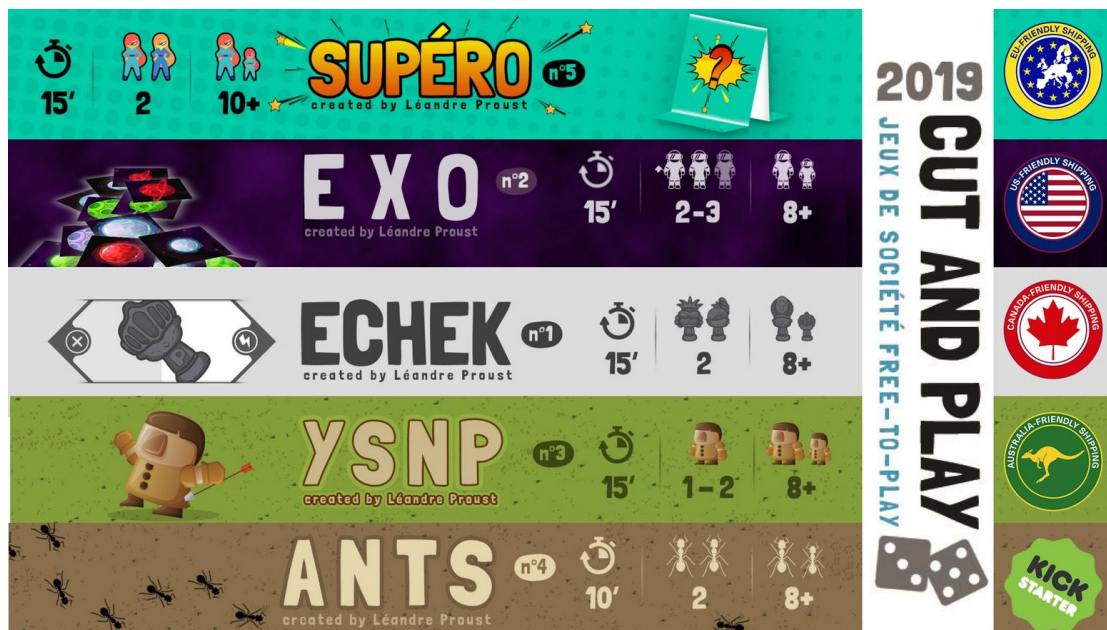 15'
2
10+
SUPÉRO
n°5
created by Léandre Proust
?
EXO
n°2
created by Léandre Proust
15'
2-3
8+
ECHEK
n°1
created by Léandre Proust
15'
2
8+
YSNP
n°3
created by Léandre Proust
15'
1-2
8+
ANTS
n°4
created by Léandre Proust
10'
2
8+
2019
CUT AND PLAY
JEUX DE SOCIÉTÉ FREE-TO-PLAY
EU-FRIENDLY SHIPPING
US-FRIENDLY SHIPPING
CANADA-FRIENDLY SHIPPING
AUSTRALIA-FRIENDLY SHIPPING
KICK
STARTER